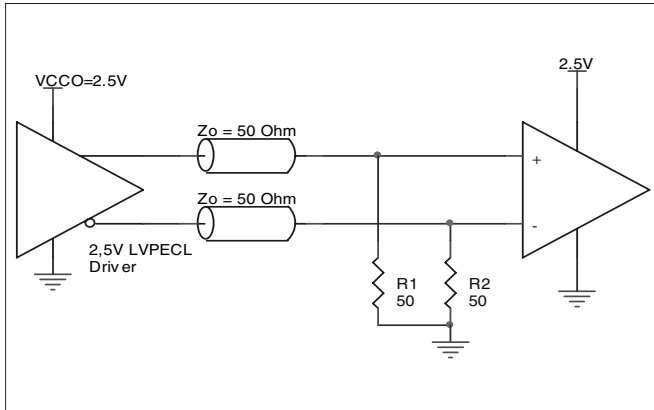 2.5V
VCCO=2.5V
Zo = 50 Ohm
+
Zo = 50 Ohm
-
2,5V LVPECL
Driver
R1
50
R2
50